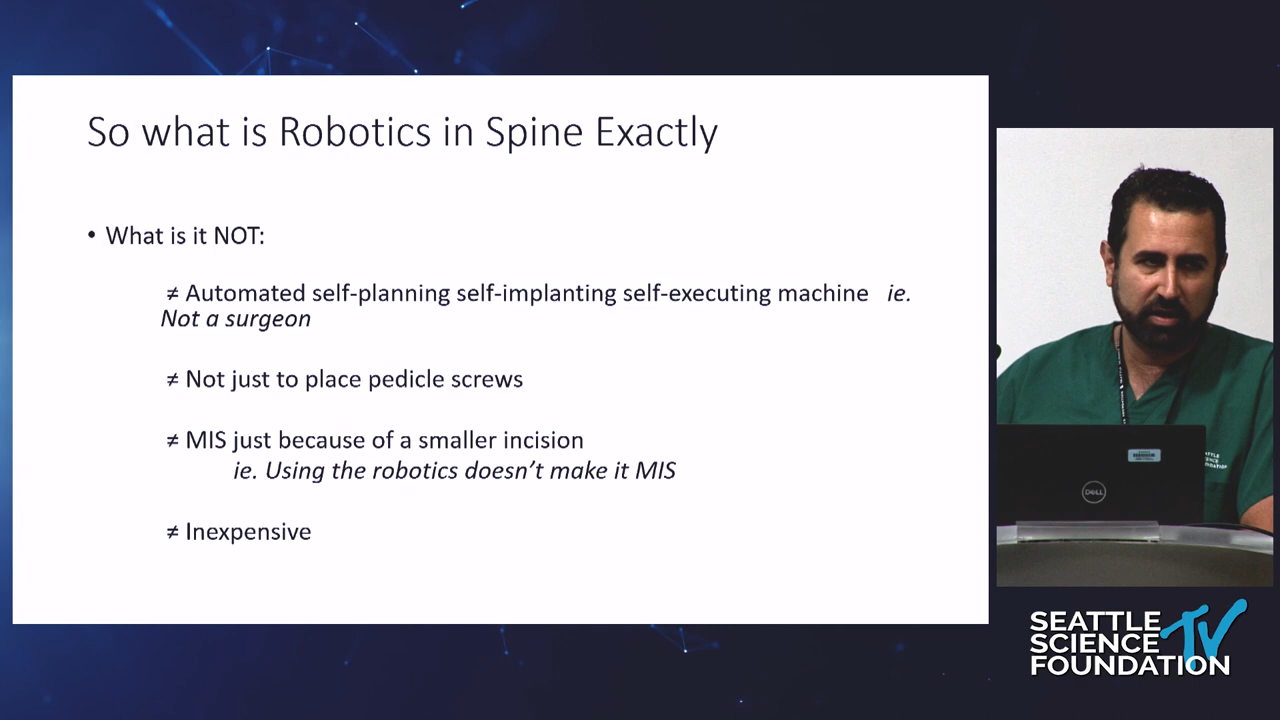 So what is Robotics in Spine Exactly
• What is it NOT:
≠ Automated self-planning self-implanting self-executing machine ie.
Not a surgeon
≠ Not just to place pedicle screws
≠ MIS just because of a smaller incision
ie. Using the robotics doesn't make it MIS
≠ Inexpensive
DELL
SEATTLE
SCIENCE
FOUNDATION
TV